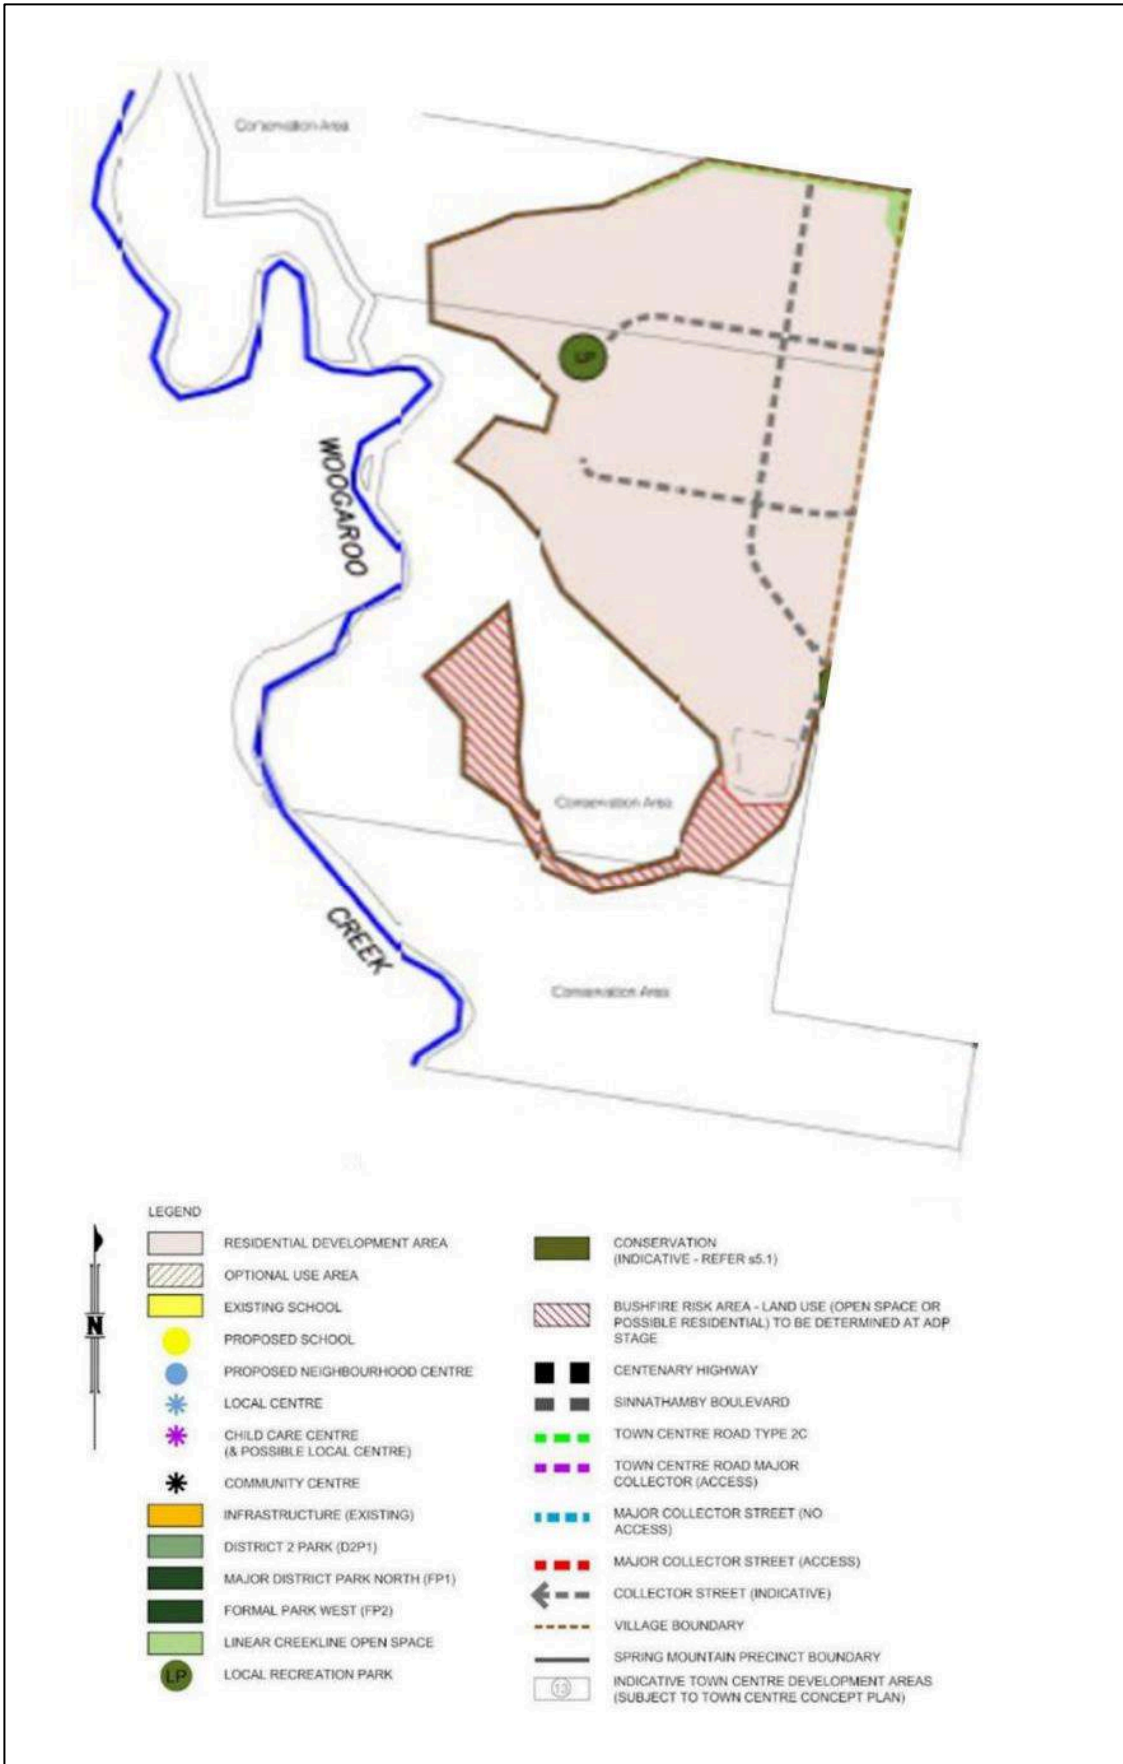 Conservation Area
LP
WOOGAROO
Conservation Area
CREEK
Conservation Area
LEGEND
RESIDENTIAL DEVELOPMENT AREA
OPTIONAL USE AREA
EXISTING SCHOOL
PROPOSED SCHOOL
PROPOSED NEIGHBOURHOOD CENTRE
LOCAL CENTRE
CHILD CARE CENTRE
(& POSSIBLE LOCAL CENTRE)
COMMUNITY CENTRE
INFRASTRUCTURE (EXISTING)
DISTRICT 2 PARK (D2P1)
MAJOR DISTRICT PARK NORTH (FP1)
FORMAL PARK WEST (FP2)
LINEAR CREEKLINE OPEN SPACE
LP
LOCAL RECREATION PARK
N
CONSERVATION
(INDICATIVE - REFER s5.1)
BUSHFIRE RISK AREA - LAND USE (OPEN SPACE OR
POSSIBLE RESIDENTIAL) TO BE DETERMINED AT ADP
STAGE
CENTENARY HIGHWAY
SINNATHAMBY BOULEVARD
TOWN CENTRE ROAD TYPE 2C
TOWN CENTRE ROAD MAJOR
COLLECTOR (ACCESS)
MAJOR COLLECTOR STREET (NO
ACCESS)
MAJOR COLLECTOR STREET (ACCESS)
COLLECTOR STREET (INDICATIVE)
VILLAGE BOUNDARY
SPRING MOUNTAIN PRECINCT BOUNDARY
13
INDICATIVE TOWN CENTRE DEVELOPMENT AREAS
(SUBJECT TO TOWN CENTRE CONCEPT PLAN)